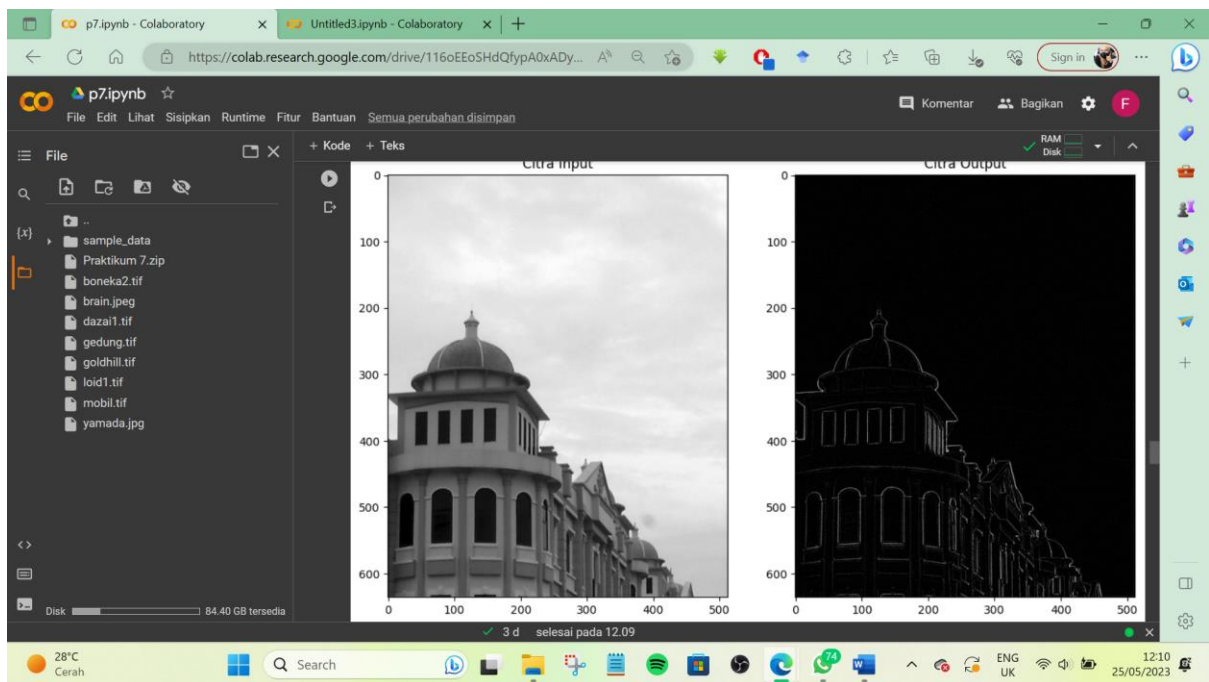 p7.ipynb - Colaboratory
Untitled3.ipynb - Colaboratory
https://colab.research.google.com/drive/116oEEoSHdQfypA0xADy...
Sign in
p7.ipynb
File Edit Lihat Sisipkan Runtime Fitur Bantuan Semua perubahan disimpan
Komentar Bagikan F
File
+ Kode + Teks
RAM
Disk
..
sample_data
Praktikum 7.zip
boneka2.tif
brain.jpeg
dazai1.tif
gedung.tif
goldhill.tif
loid1.tif
mobil.tif
yamada.jpg
{x}
Disk 84.40 GB tersedia
Citra Input
0
100
200
300
400
500
600
0 100 200 300 400 500
Citra Output
0
100
200
300
400
500
600
0 100 200 300 400 500
3 d selesai pada 12.09
28°C
Cerah
Search
74
ENG
UK
12:10
25/05/2023